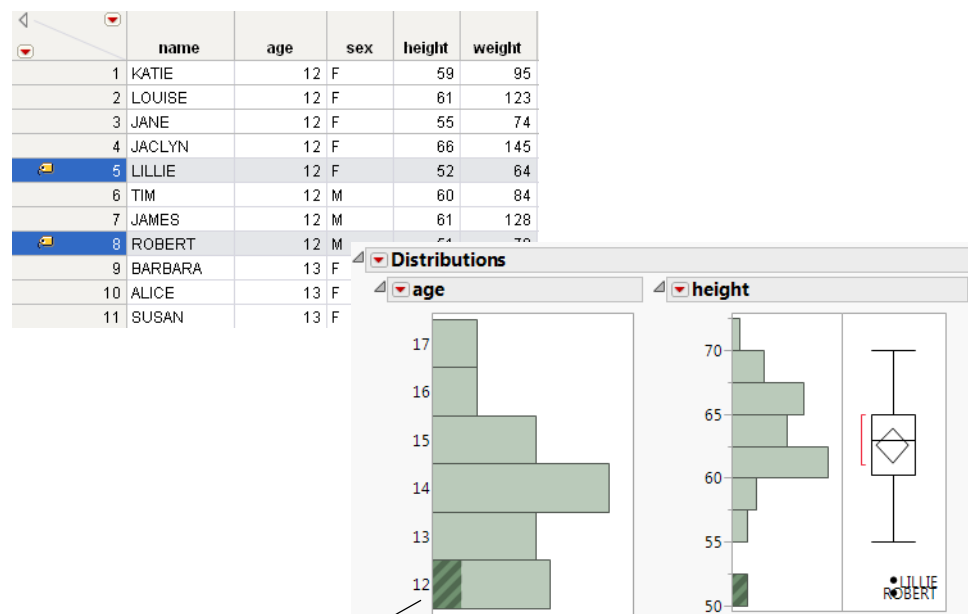 name age sex height weight
1 KATIE 12 F 59 95
2 LOUISE 12 F 61 123
3 JANE 12 F 55 74
4 JACLYN 12 F 66 145
5 LILLIE 12 F 52 64
6 TIM 12 M 60 84
7 JAMES 12 M 61 128
8 ROBERT 12 M
9 BARBARA 13 F
10 ALICE 13 F
11 SUSAN 13 F
Distributions
age
17
16
15
14
13
12
height
70
65
60
55
50
LILLIE
ROBERT